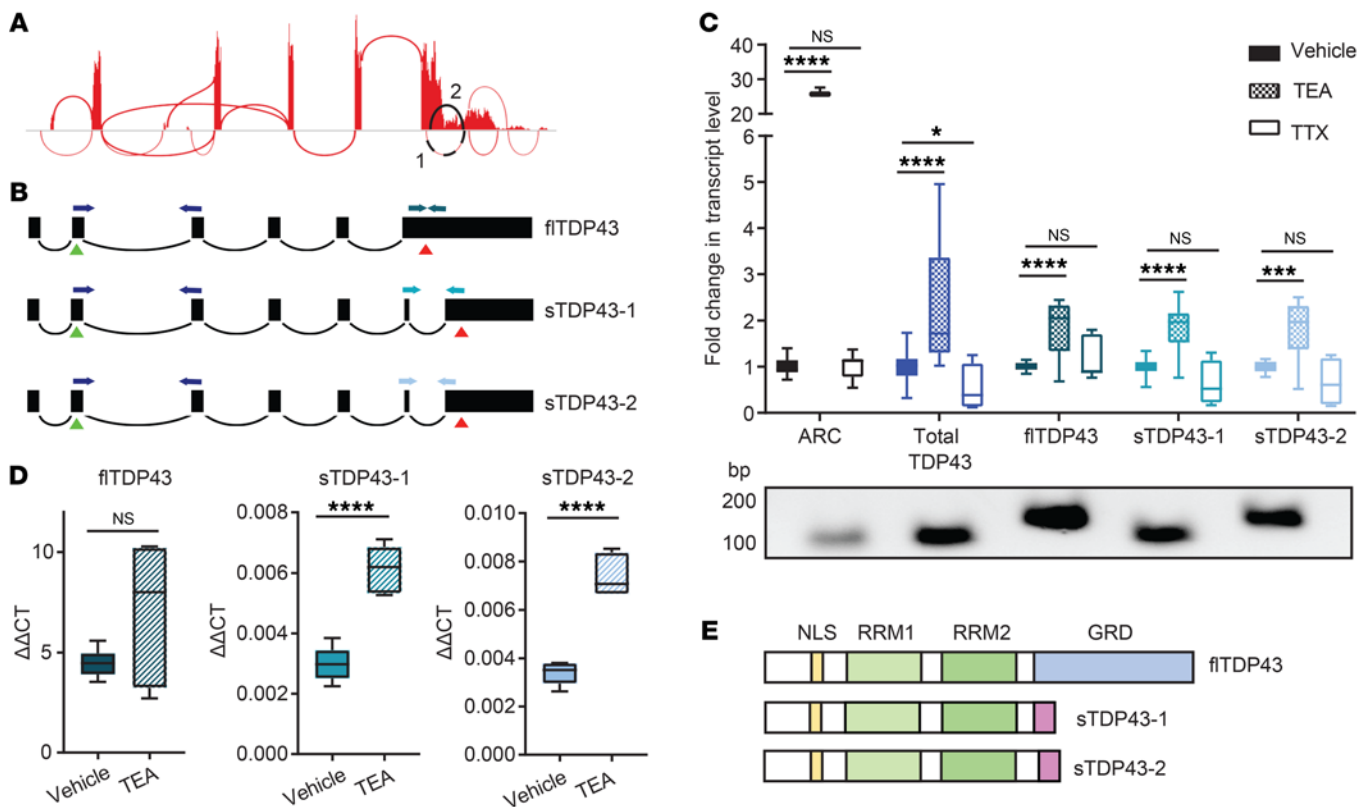 A
2
1
B
flTDP43
sTDP43-1
sTDP43-2
C
Fold change in transcript level
40
30
20
6
5
4
3
2
1
0
NS
****
*
****
NS
****
NS
****
NS
***
Vehicle
TEA
TTX
ARC
Total
TDP43
flTDP43
sTDP43-1
sTDP43-2
bp
200
100
D
flTDP43
NS
ΔΔCT
10
5
0
Vehicle
TEA
sTDP43-1
****
ΔΔCT
0.008
0.006
0.004
0.002
0.000
Vehicle
TEA
sTDP43-2
****
ΔΔCT
0.010
0.008
0.006
0.004
0.002
0.000
Vehicle
TEA
E
NLS RRM1 RRM2 GRD
flTDP43
sTDP43-1
sTDP43-2